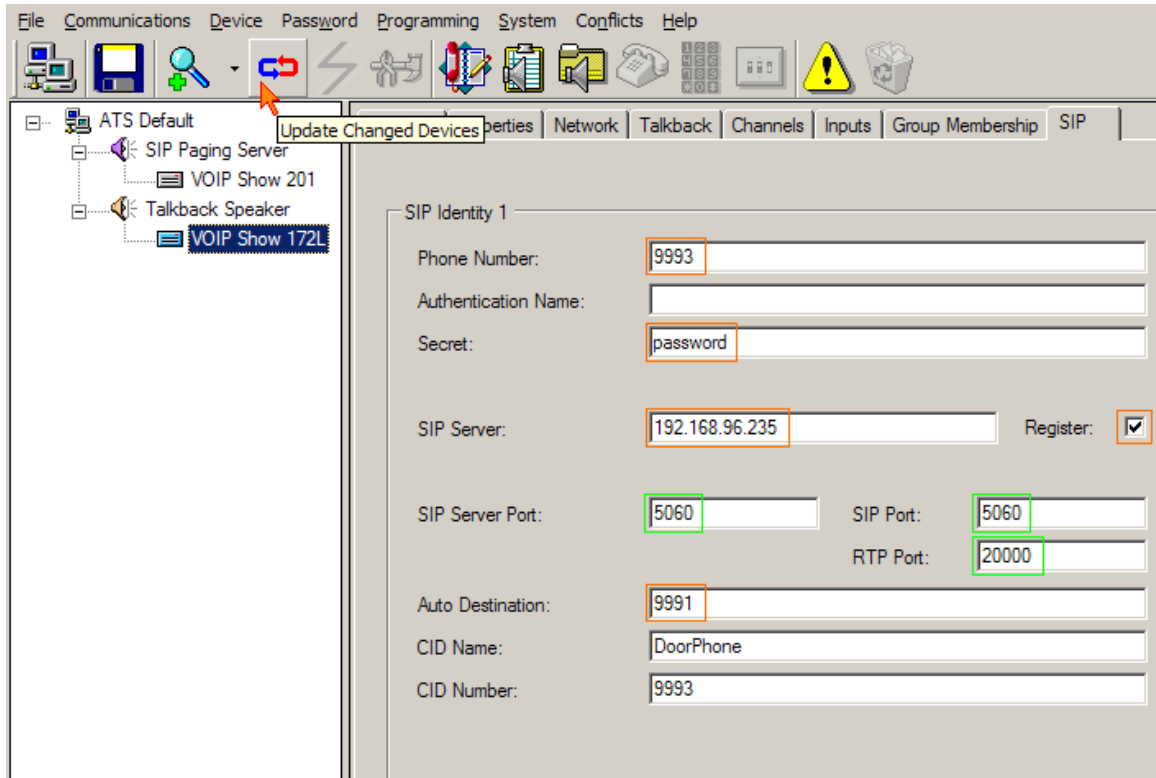 File Communications Device Password Programming System Conflicts Help
ATS Default
Update Changed Devices
perties Network Talkback Channels Inputs Group Membership SIP
SIP Paging Server
VOIP Show 201
Talkback Speaker
VOIP Show 172L
SIP Identity 1
Phone Number: 9993
Authentication Name:
Secret: password
SIP Server: 192.168.96.235 Register:
SIP Server Port: 5060 SIP Port: 5060
RTP Port: 20000
Auto Destination: 9991
CID Name: DoorPhone
CID Number: 9993